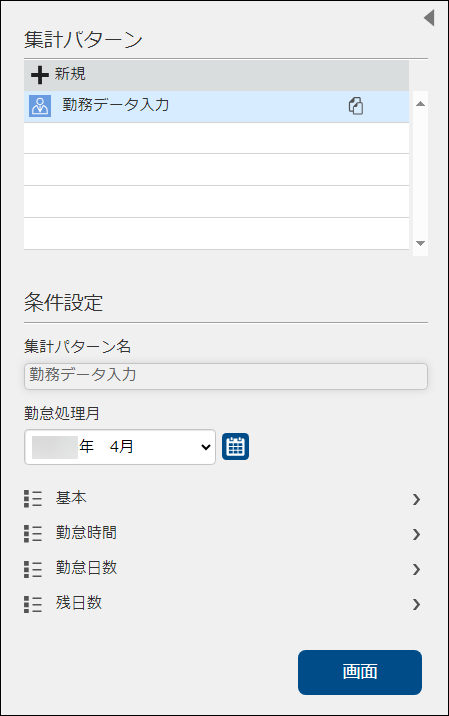 集計パターン
新規
勤務データ入力
条件設定
集計パターン名
勤務データ入力
勤怠処理月
年 4月
基本
勤怠時間
勤怠日数
残日数
画面